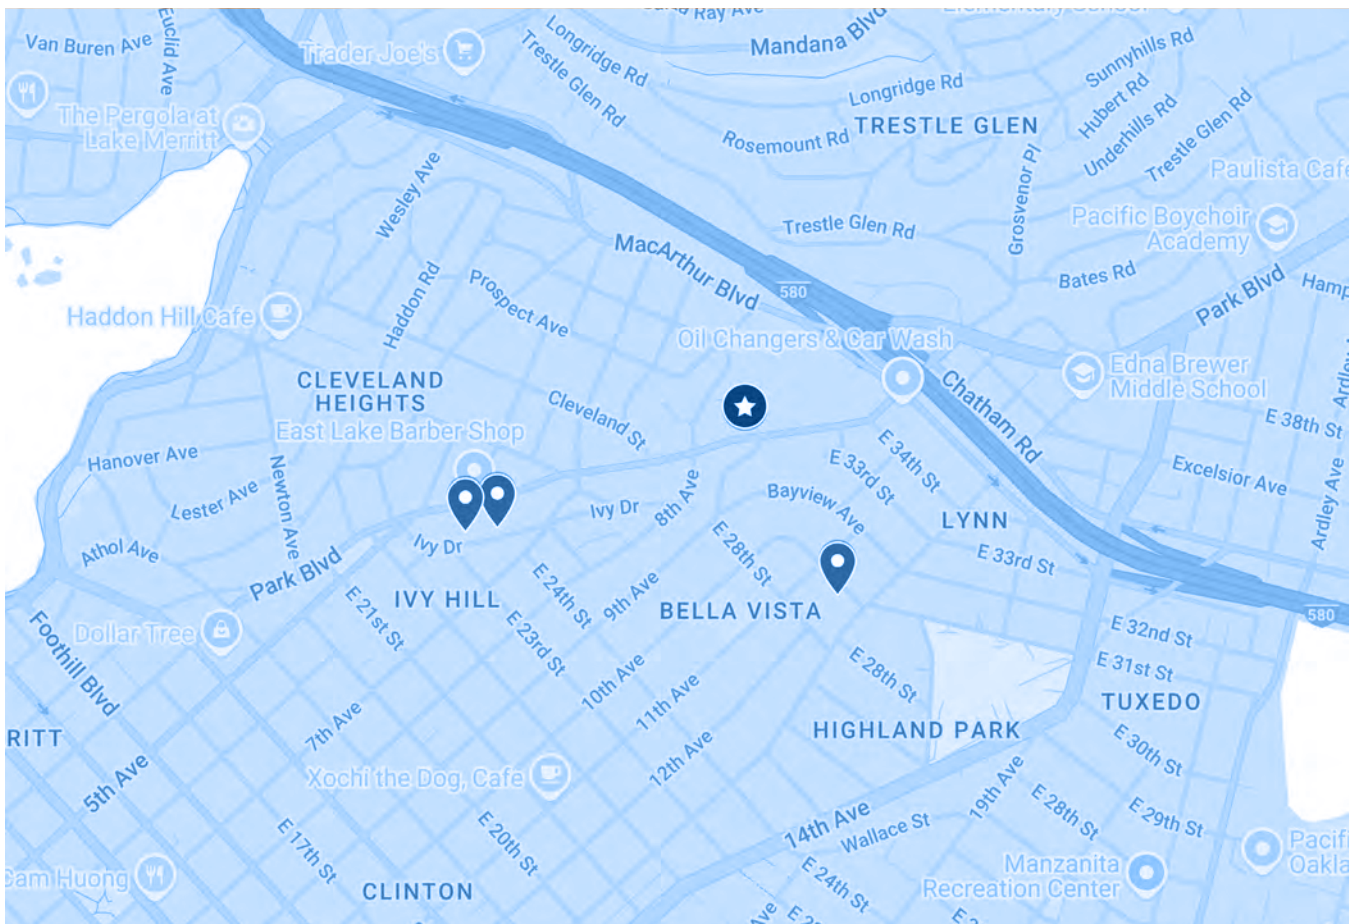 Mandana Blvd
Van Buren Ave
Euclid Ave
Trader Joe's
Longridge Rd
Trestle Glen Rd
Sunnyhills Rd
Longridge Rd
Hubert Rd
The Pergola at
Lake Merritt
Rosemount Rd
TRESTLE GLEN
Underhills Rd
Trestle Glen Rd
Paulista Cafe
Wesley Ave
Grosvenor Pl
Pacific Boychoir
Academy
Trestle Glen Rd
MacArthur Blvd
580
Bates Rd
Park Blvd
Hamp
Haddon Hill Cafe
Haddon Rd
Prospect Ave
Oil Changers & Car Wash
Edna Brewer
Middle School
Ardley A
CLEVELAND
HEIGHTS
Cleveland St
Chatham Rd
East Lake Barber Shop
E 38th St
Hanover Ave
Newton Ave
E 34th St
E 33rd St
Excelsior Ave
Lester Ave
8th Ave
Bayview Ave
Ivy Dr
LYNN
Ardley Ave
Athol Ave
Ivy Dr
E 28th St
E 33rd St
Park Blvd
IVY HILL
E 24th St
9th Ave
BELLA VISTA
580
E 21st St
E 23rd St
E 32nd St
Dollar Tree
Foothill Blvd
E 31st St
10th Ave
11th Ave
E 28th St
TUXEDO
RITT
7th Ave
HIGHLAND PARK
E 30th St
5th Ave
Xochi the Dog, Cafe
12th Ave
19th Ave
E 28th St
E 29th St
14th Ave
Wallace St
E 17th St
E 20th St
Pacifi
Oakla
Cam Huong
CLINTON
E 24th St
Manzanita
Recreation Center